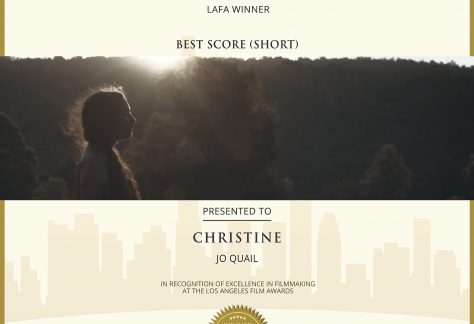 LAFA WINNER
BEST SCORE (SHORT)
PRESENTED TO
CHRISTINE
JO QUAIL
IN RECOGNITION OF EXCELLENCE IN FILMMAKING
AT THE LOS ANGELES FILM AWARDS